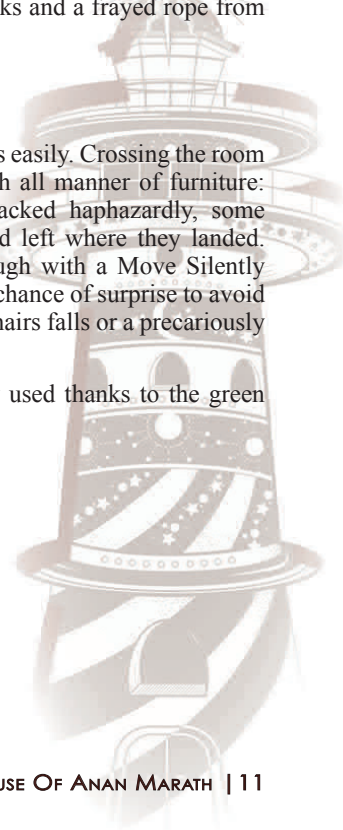 ks and a frayed rope from
s easily. Crossing the room
h all manner of furniture:
acked haphazardly, some
d left where they landed.
ugh with a Move Silently
chance of surprise to avoid
hairs falls or a precariously
used thanks to the green
use Of Anan Marath | 11